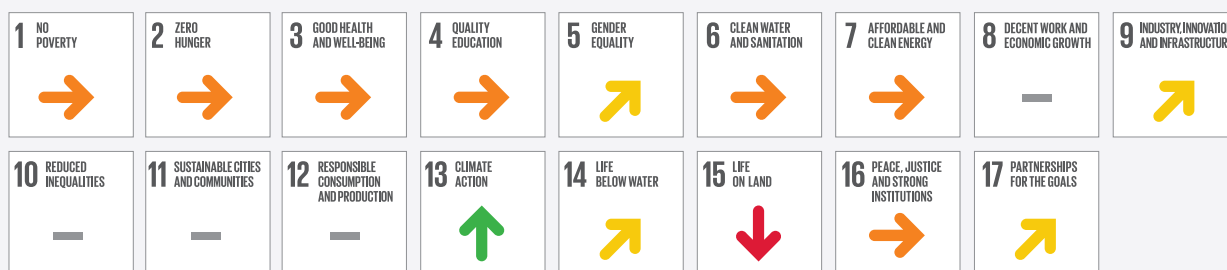 1 NO
POVERTY
2 ZERO
HUNGER
3 GOOD HEALTH
AND WELL-BEING
4 QUALITY
EDUCATION
5 GENDER
EQUALITY
6 CLEAN WATER
AND SANITATION
7 AFFORDABLE AND
CLEAN ENERGY
8 DECENT WORK AND
ECONOMIC GROWTH
9 INDUSTRY, INNOVATIO
AND INFRASTRUCTUR
10 REDUCED
INEQUALITIES
11 SUSTAINABLE CITIES
AND COMMUNITIES
12 RESPONSIBLE
CONSUMPTION
AND PRODUCTION
13 CLIMATE
ACTION
14 LIFE
BELOW WATER
15 LIFE
ON LAND
16 PEACE, JUSTICE
AND STRONG
INSTITUTIONS
17 PARTNERSHIPS
FOR THE GOALS